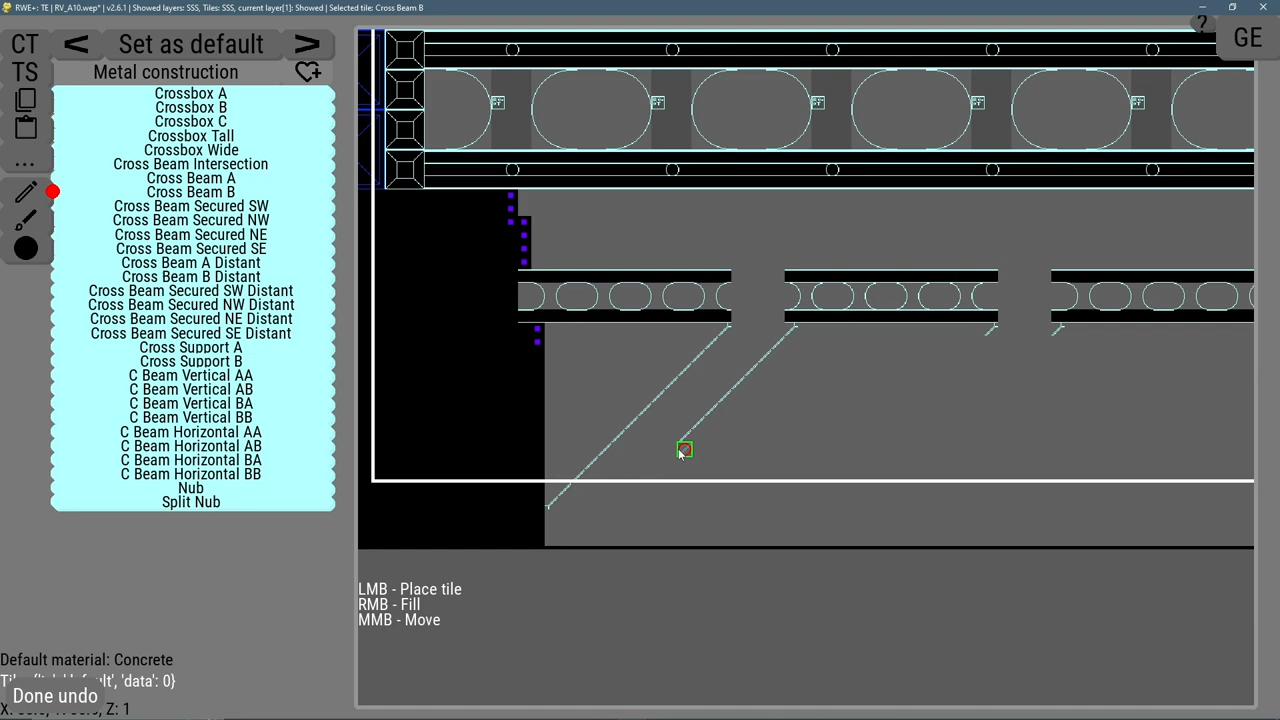 RWE+: TE | RV_A10.wep* | v2.6.1 | Showed layers: SSS, Tiles: SSS, current layer[1]: Showed | Selected tile: Cross Beam B
CT
<
Set as default
>
?
GE
TS
Metal construction
Crossbox A
Crossbox B
Crossbox C
Crossbox Tall
Crossbox Wide
...
Cross Beam Intersection
Cross Beam A
Cross Beam B
Cross Beam Secured SW
Cross Beam Secured NW
Cross Beam Secured NE
Cross Beam Secured SE
Cross Beam A Distant
Cross Beam B Distant
Cross Beam Secured SW Distant
Cross Beam Secured NW Distant
Cross Beam Secured NE Distant
Cross Beam Secured SE Distant
Cross Support A
Cross Support B
C Beam Vertical AA
C Beam Vertical AB
C Beam Vertical BA
C Beam Vertical BB
C Beam Horizontal AA
C Beam Horizontal AB
C Beam Horizontal BA
C Beam Horizontal BB
Nub
Split Nub
LMB - Place tile
RMB - Fill
MMB - Move
Default material: Concrete
'data': 0}
Done undo
Z: 1